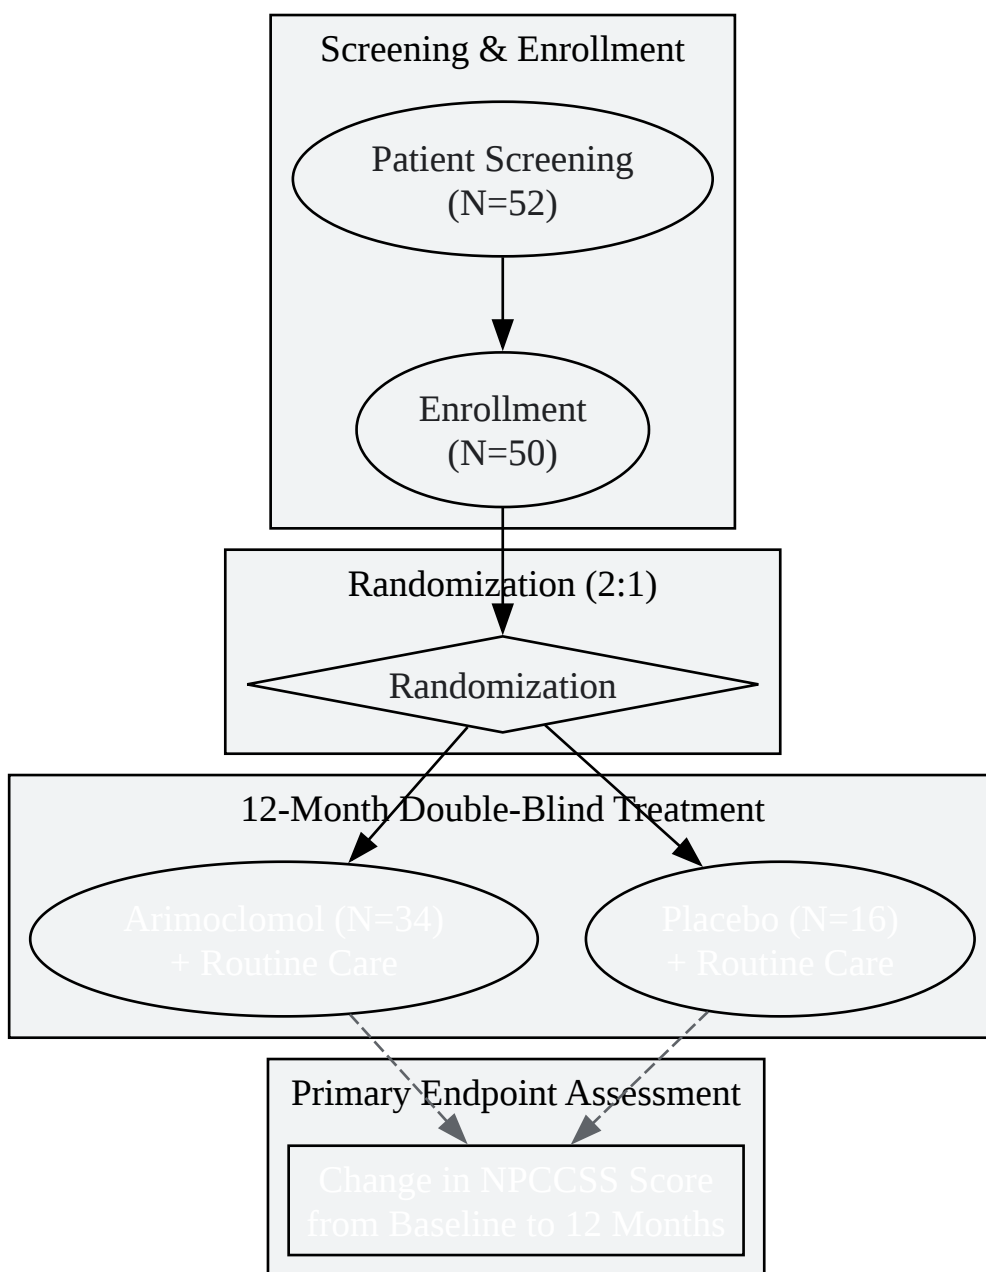 Screening & Enrollment
Patient Screening
(N=52)
Enrollment
(N=50)
Randomization (2:1)
Randomization
12-Month Double-Blind Treatment
Arimoclomol (N=34)
+ Routine Care
Placebo (N=16)
+ Routine Care
Primary Endpoint Assessment
Change in NPCCSS Score
from Baseline to 12 Months